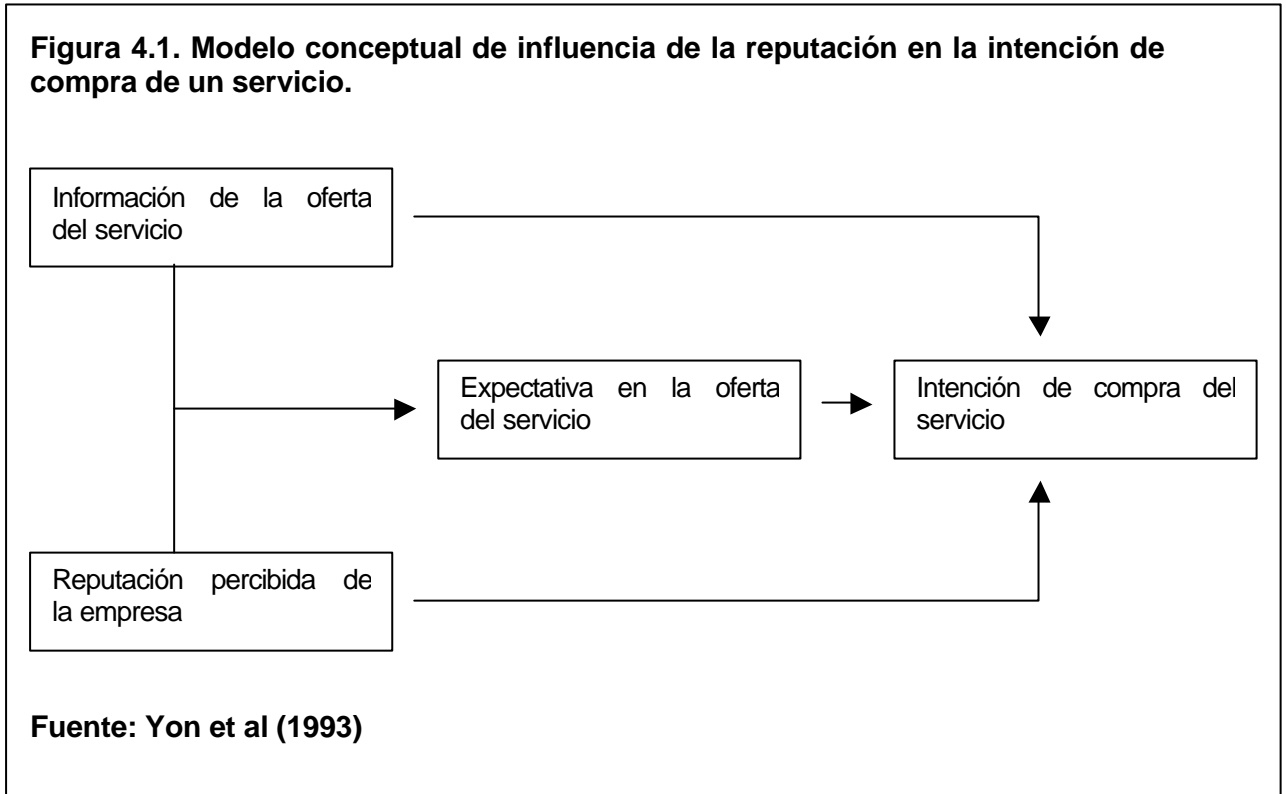 Figura 4.1. Modelo conceptual de influencia de la reputación en la intención de
compra de un servicio.
Información de la oferta
del servicio
Expectativa en la oferta
del servicio
Intención de compra del
servicio
Reputación percibida de
la empresa
Fuente: Yon et al (1993)